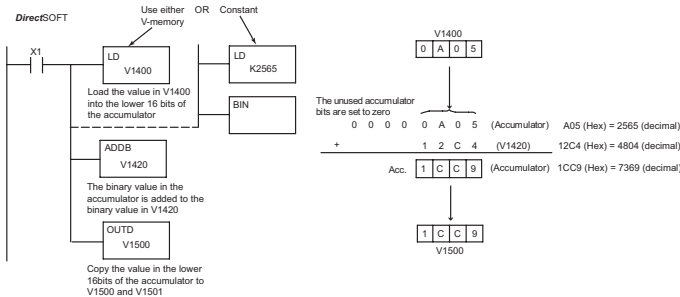 DirectSOFT
Use either OR Constant
V-memory
X1
LD
V1400
Load the value in V1400
into the lower 16 bits of
the accumulator
LD
K2565
BIN
ADDB
V1420
The binary value in the
accumulator is added to the
binary value in V1420
OUTD
V1500
Copy the value in the lower
16bits of the accumulator to
V1500 and V1501
V1400
0 A 0 5
The unused accumulator
bits are set to zero
0 0 0 0 0 A 0 5 (Accumulator) A05 (Hex) = 2565 (decimal)
+ 1 2 C 4 (V1420) 12C4 (Hex) = 4804 (decimal)
Acc. 1 C C 9 (Accumulator) 1CC9 (Hex) = 7369 (decimal)
1 C C 9
V1500